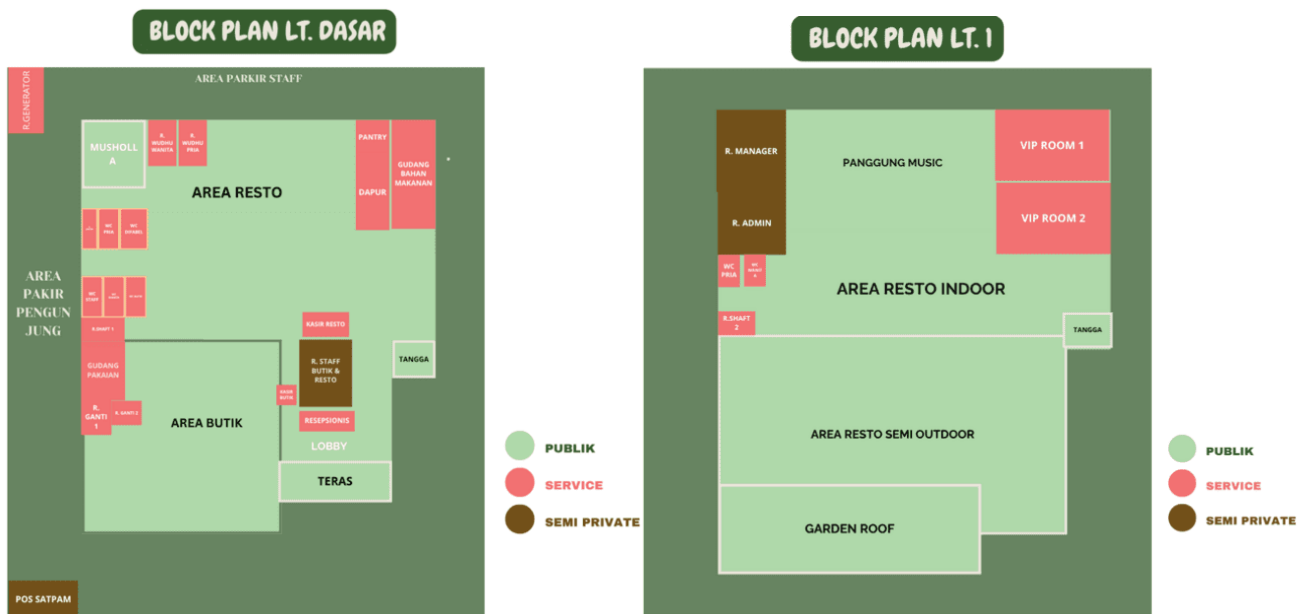 BLOCK PLAN LT. DASAR
AREA PARKIR STAFF
R.GENERATOR
MUSHOLL
A
R.
WUDHU
WANITA
R.
WUDHU
PRIA
PANTRY
DAPUR
GUDANG
BAHAN
MAKANAN
AREA RESTO
WC
PRIA
WC
DIFABEL
AREA
PAKIR
PENGUN
JUNG
WC
STAFF
R.SHAFT 1
GUDANG
PAKAIAN
R.
GANTI
1
R. GANTI 2
AREA BUTIK
KASIR RESTO
R. STAFF
BUTIK &
RESTO
KASIR
BUTIK
RESEPSIONIS
LOBBY
TERAS
TANGGA
POS SATPAM
PUBLIK
SERVICE
SEMI PRIVATE
BLOCK PLAN LT. 1
R. MANAGER
R. ADMIN
PANGGUNG MUSIC
VIP ROOM 1
VIP ROOM 2
WC
PRIA
AREA RESTO INDOOR
R.SHAFT
2
TANGGA
AREA RESTO SEMI OUTDOOR
GARDEN ROOF
PUBLIK
SERVICE
SEMI PRIVATE